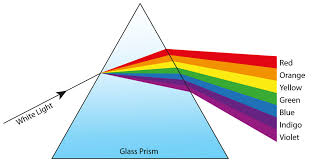 White Light
Red
Orange
Yellow
Green
Blue
Indigo
Violet
Glass Prism